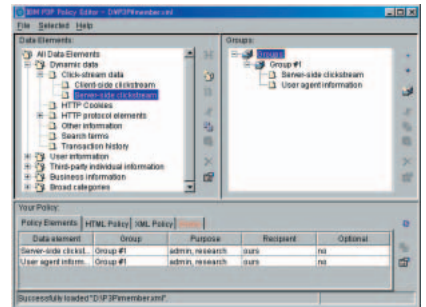 IBM P3P Policy Editor - D:\P3P\member.xml
File Selected Help
Data Elements:
All Data Elements
Dynamic data
Click-stream data
Client-side clickstream
Server-side clickstream
HTTP Cookies
HTTP protocol elements
Other information
Search terms
Transaction history
User information
Third-party individual information
Business information
Broad categories
Groups:
Groups
Group #1
Server-side clickstream
User agent information
Your Policy:
Policy Elements HTML Policy XML Policy
Data element Group Purpose Recipient Optional
Server-side clickst... Group #1 admin, research ours no
User agent inform... Group #1 admin, research ours no
Successfully loaded "D:\P3P\member.xml".